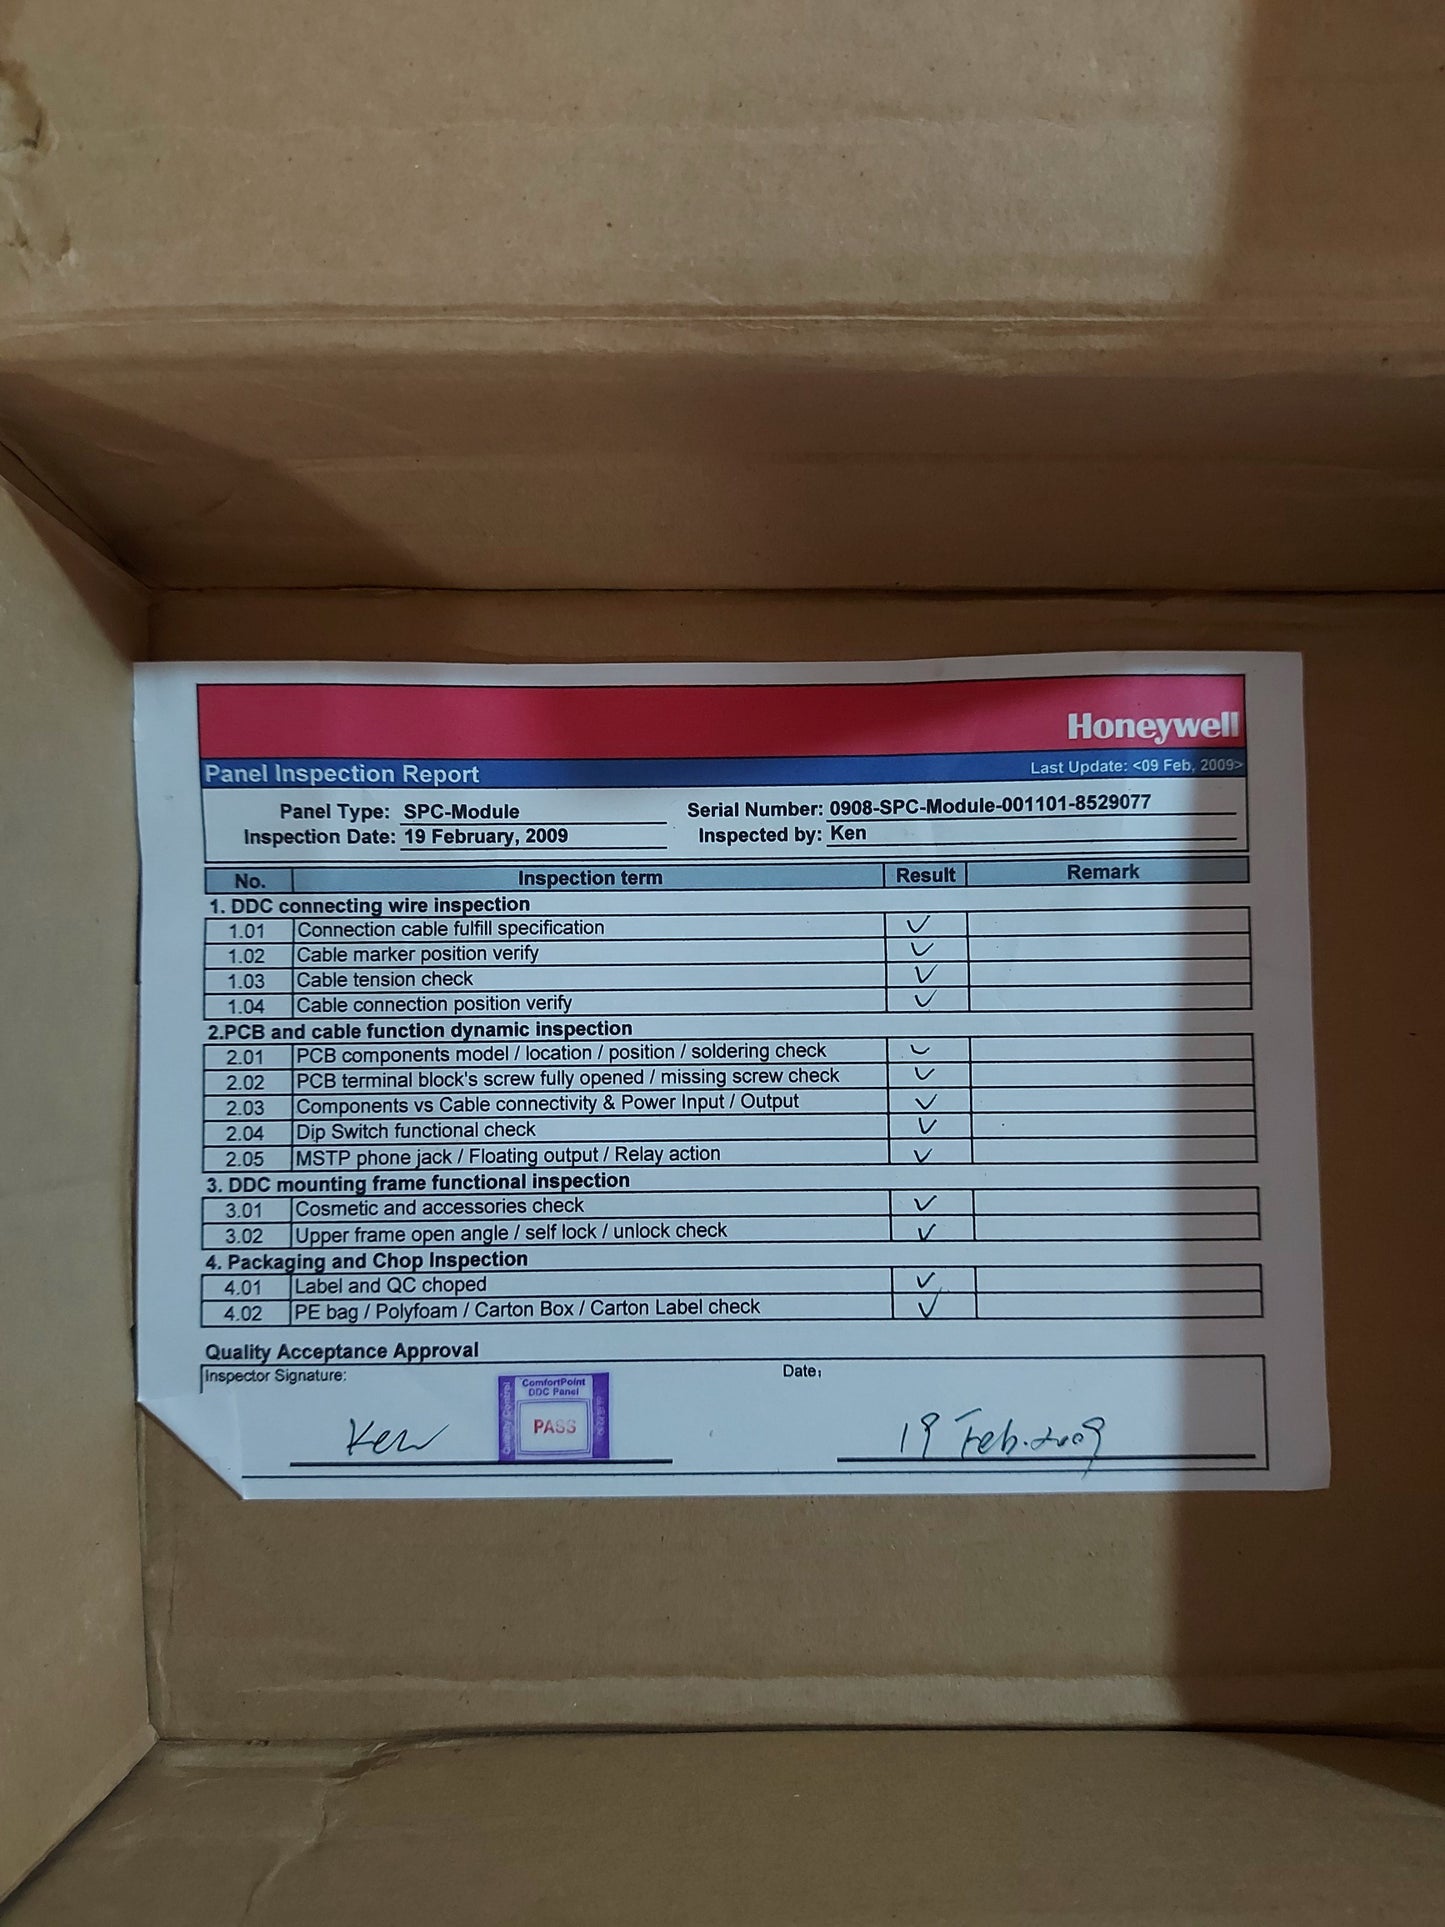 Honeywell
Panel Inspection Report Last Update: <09 Feb, 2009>
Panel Type: SPC-Module Serial Number: 0908-SPC-Module-001101-8529077
Inspection Date: 19 February, 2009 Inspected by: Ken
No. Inspection term Result Remark
1. DDC connecting wire inspection
1.01 Connection cable fulfill specification ✓
1.02 Cable marker position verify ✓
1.03 Cable tension check ✓
1.04 Cable connection position verify ✓
2.PCB and cable function dynamic inspection
2.01 PCB components model / location / position / soldering check ✓
2.02 PCB terminal block's screw fully opened / missing screw check ✓
2.03 Components vs Cable connectivity & Power Input / Output ✓
2.04 Dip Switch functional check ✓
2.05 MSTP phone jack / Floating output / Relay action ✓
3. DDC mounting frame functional inspection
3.01 Cosmetic and accessories check ✓
3.02 Upper frame open angle / self lock / unlock check ✓
4. Packaging and Chop Inspection
4.01 Label and QC choped ✓
4.02 PE bag / Polyfoam / Carton Box / Carton Label check ✓
Quality Acceptance Approval
Inspector Signature: Date:
ComfortPoint
DDC Panel
Quality Control
PASS
Ken 19 Feb. 2009